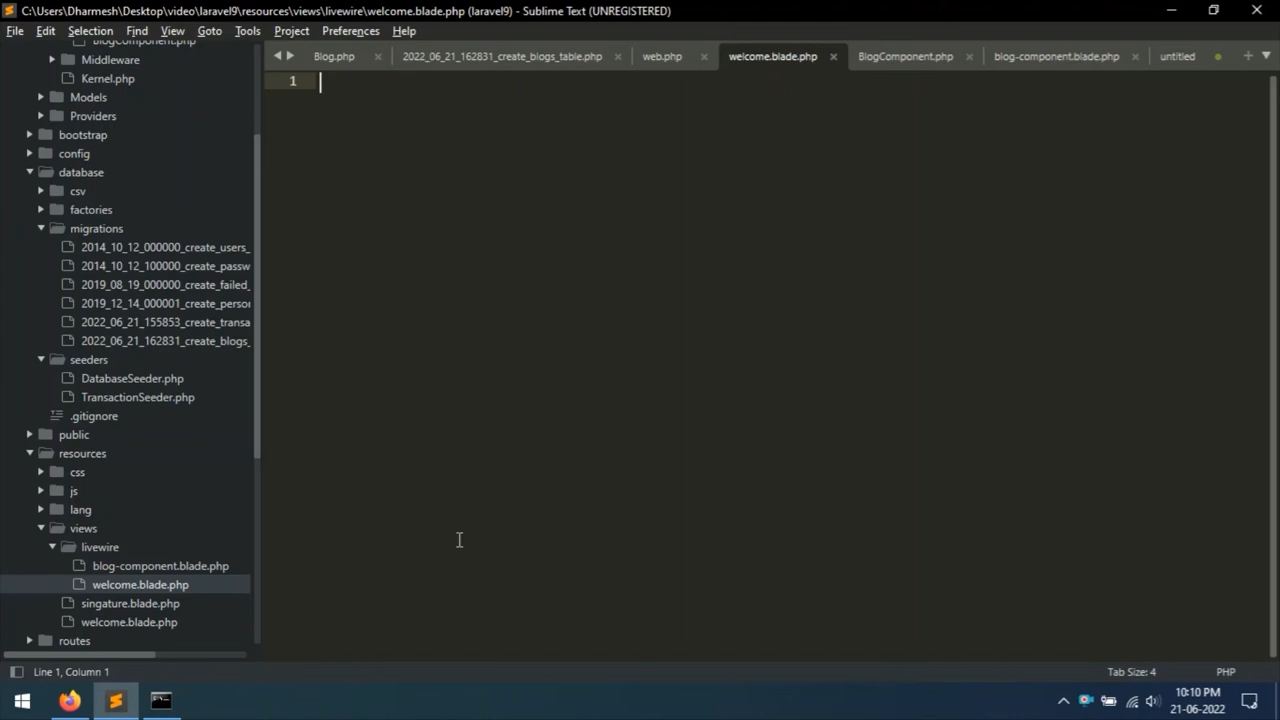 C:\Users\Dharmesh\Desktop\video\laravel9\resources\views\livewire\welcome.blade.php (laravel9) - Sublime Text (UNREGISTERED)
File Edit Selection View Goto Tools Project Preferences Help
Blog.php 2022_06_21_162831_create_blogs_table.php web.php welcome.blade.php BlogComponent.php blog-component.blade.php untitled
1
BlogComponent.php
Middleware
Kernel.php
Models
Providers
bootstrap
config
database
csv
factories
migrations
2014_10_12_000000_create_users_
2014_10_12_100000_create_passw
2019_08_19_000000_create_failed_
2019_12_14_000001_create_perso
2022_06_21_155853_create_transa
2022_06_21_162831_create_blogs_
seeders
DatabaseSeeder.php
TransactionSeeder.php
.gitignore
public
resources
css
js
lang
views
livewire
blog-component.blade.php
welcome.blade.php
singature.blade.php
welcome.blade.php
routes
Line 1, Column 1 Tab Size: 4 PHP
10:10 PM
21-06-2022